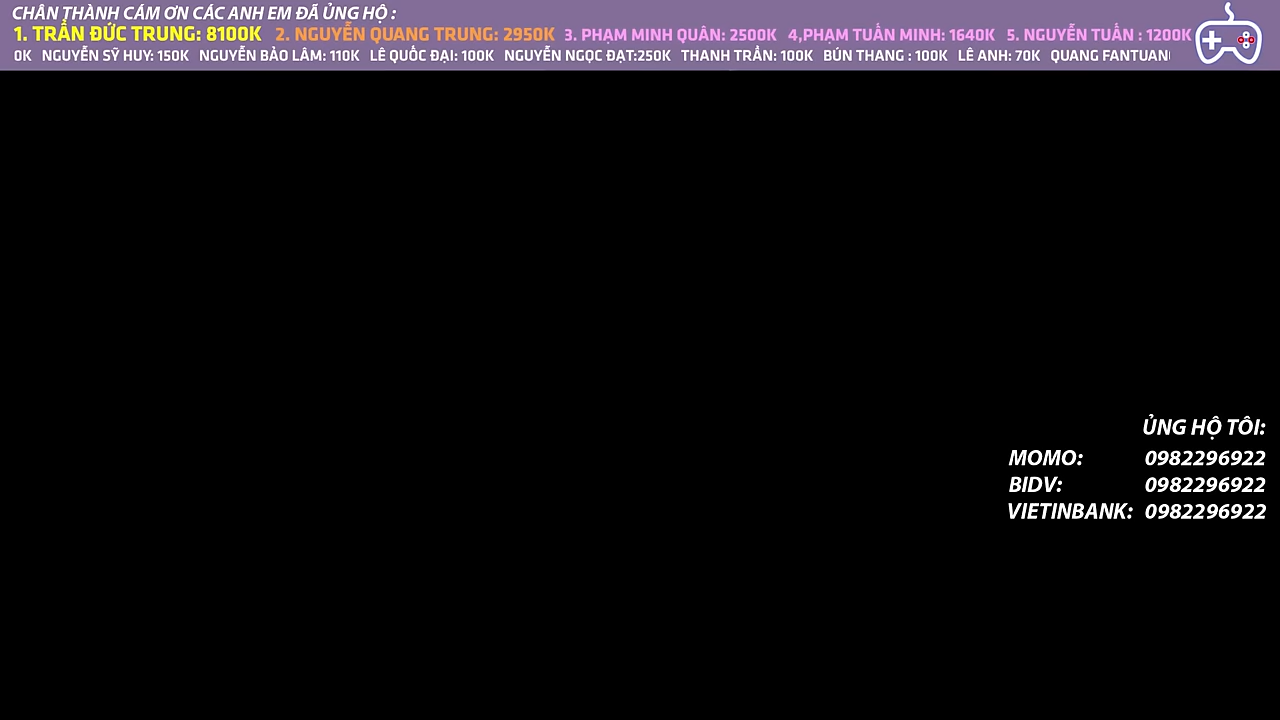 CHÂN THÀNH CÁM ƠN CÁC ANH EM ĐÃ ỦNG HỘ :
1. TRẦN ĐỨC TRUNG: 8100K 2. NGUYỄN QUANG TRUNG: 2950K 3. PHẠM MINH QUÂN: 2500K 4,PHẠM TUẤN MINH: 1640K 5. NGUYỄN TUẤN : 1200K
0K NGUYỄN SỸ HUY: 150K NGUYỄN BẢO LÂM: 110K LÊ QUỐC ĐẠI: 100K NGUYỄN NGỌC ĐẠT:250K THANH TRẦN: 100K BÚN THANG : 100K LÊ ANH: 70K QUANG
ỦNG HỘ TÔI:
MOMO: 0982296922
BIDV: 0982296922
VIETINBANK: 0982296922